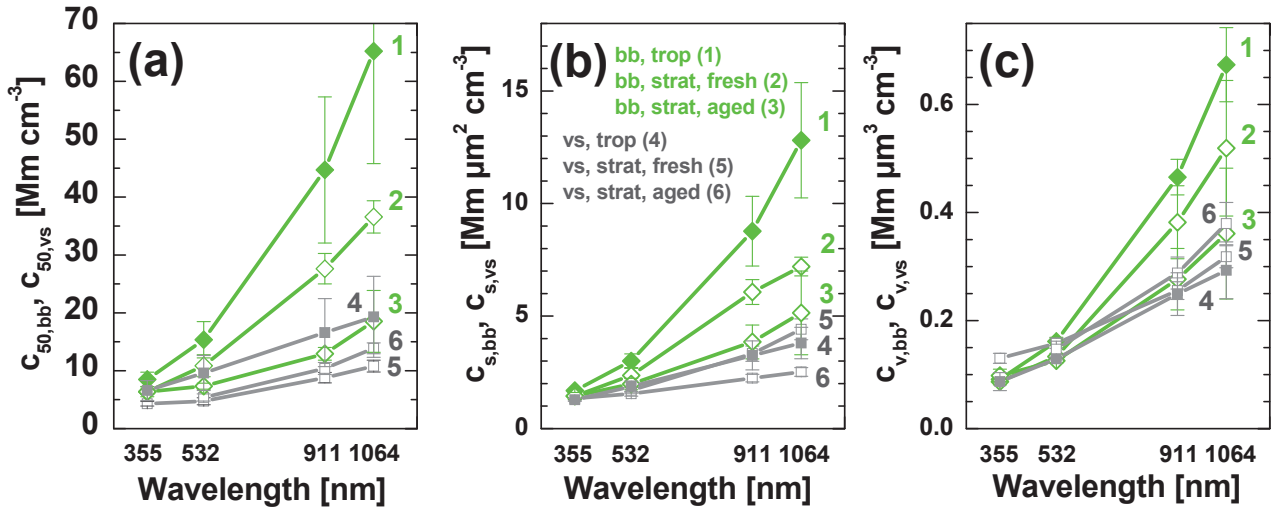 (a)
C50,bb, C50,vs [Mm cm-3]
70
60
50
40
30
20
10
0
1
2
3
4
6
5
355 532 911 1064
Wavelength [nm]
(b)
bb, trop (1)
bb, strat, fresh (2)
bb, strat, aged (3)
vs, trop (4)
vs, strat, fresh (5)
vs, strat, aged (6)
Cs,bb, Cs,vs [Mm µm2 cm-3]
15
10
5
0
1
2
3
5
4
6
355 532 911 1064
Wavelength [nm]
(c)
Cv,bb, Cv,vs [Mm µm3 cm-3]
0.6
0.4
0.2
0.0
1
2
6
3
5
4
355 532 911 1064
Wavelength [nm]